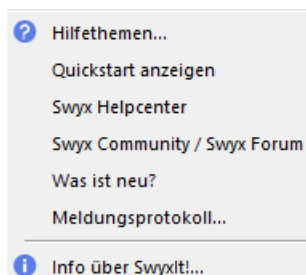 Hilfethemen...
Quickstart anzeigen
Swyx Helpcenter
Swyx Community / Swyx Forum
Was ist neu?
Meldungsprotokoll...
Info über SwyxIt!...